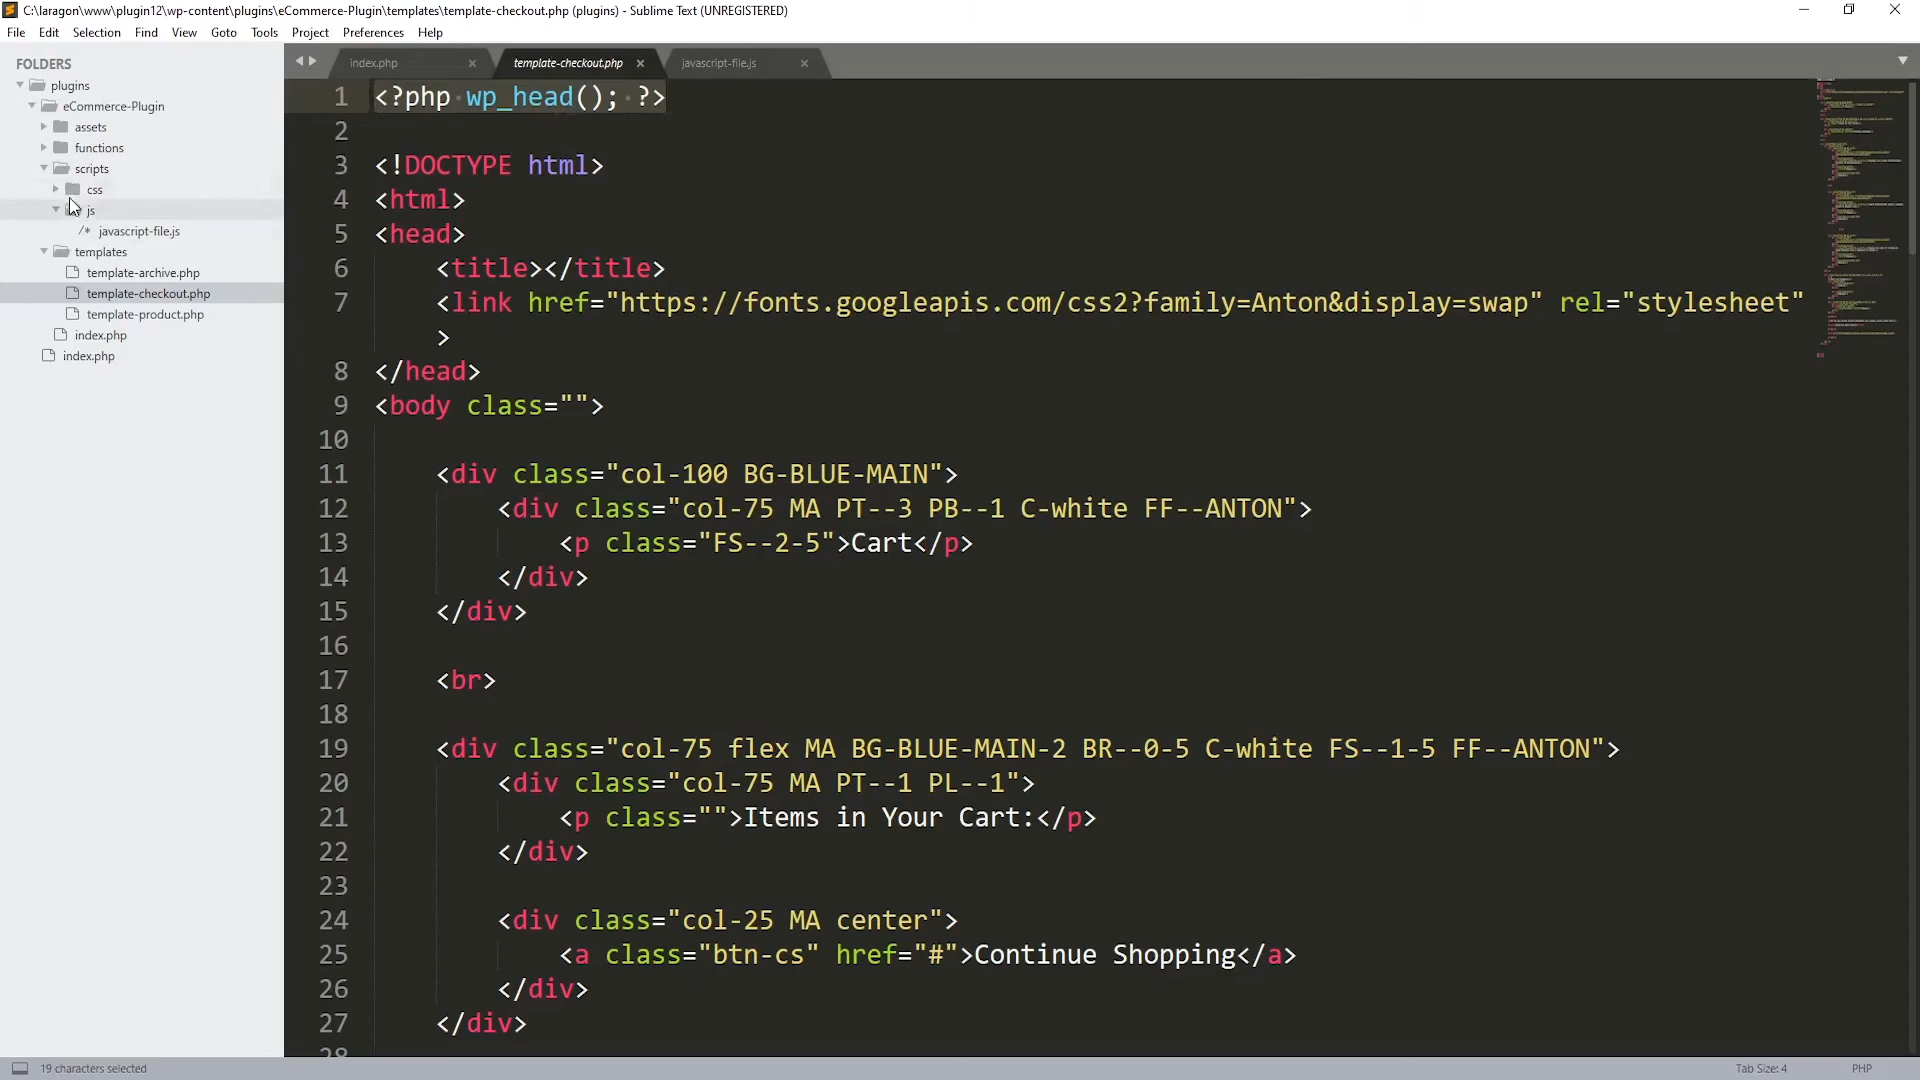 C:\laragon\www\plugin12\wp-content\plugins\eCommerce-Plugin\templates\template-checkout.php (plugins) - Sublime Text (UNREGISTERED)
File Edit Selection Find View Goto Tools Project Preferences Help
FOLDERS
plugins
eCommerce-Plugin
assets
functions
scripts
css
js
/* javascript-file.js
templates
template-archive.php
template-checkout.php
template-product.php
index.php
index.php
index.php × template-checkout.php × javascript-file.js ×
1 <?php wp_head(); ?>
2
3 <!DOCTYPE html>
4 <html>
5 <head>
6     <title></title>
7     <link href="https://fonts.googleapis.com/css2?family=Anton&display=swap" rel="stylesheet"
    >
8 </head>
9 <body class="">
10
11     <div class="col-100 BG-BLUE-MAIN">
12         <div class="col-75 MA PT--3 PB--1 C-white FF--ANTON">
13             <p class="FS--2-5">Cart</p>
14         </div>
15     </div>
16
17     <br>
18
19     <div class="col-75 flex MA BG-BLUE-MAIN-2 BR--0-5 C-white FS--1-5 FF--ANTON">
20         <div class="col-75 MA PT--1 PL--1">
21             <p class="">Items in Your Cart:</p>
22         </div>
23
24         <div class="col-25 MA center">
25             <a class="btn-cs" href="#">Continue Shopping</a>
26         </div>
27     </div>
28
19 characters selected
Tab Size: 4
PHP